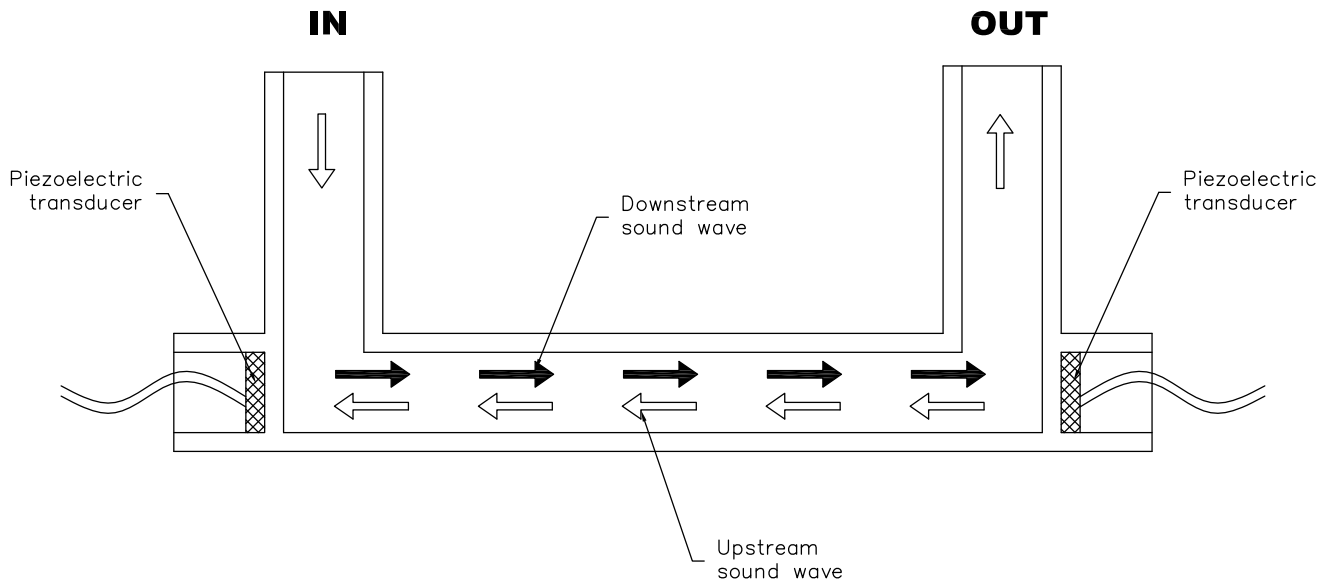 IN
OUT
Piezoelectric
transducer
Downstream
sound wave
Piezoelectric
transducer
Upstream
sound wave